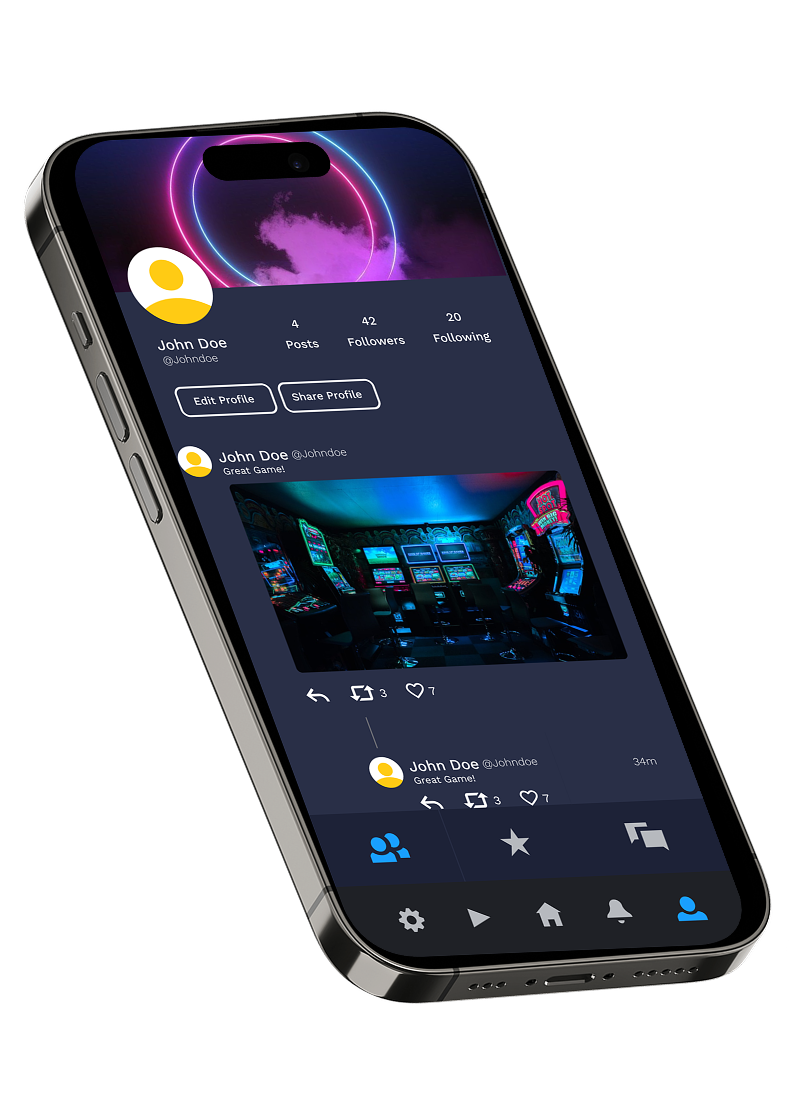 4 42 20
Posts Followers Following
John Doe
@Johndoe
Edit Profile Share Profile
John Doe @Johndoe
Great Game!
3 7
John Doe @Johndoe 34m
Great Game!
3 7